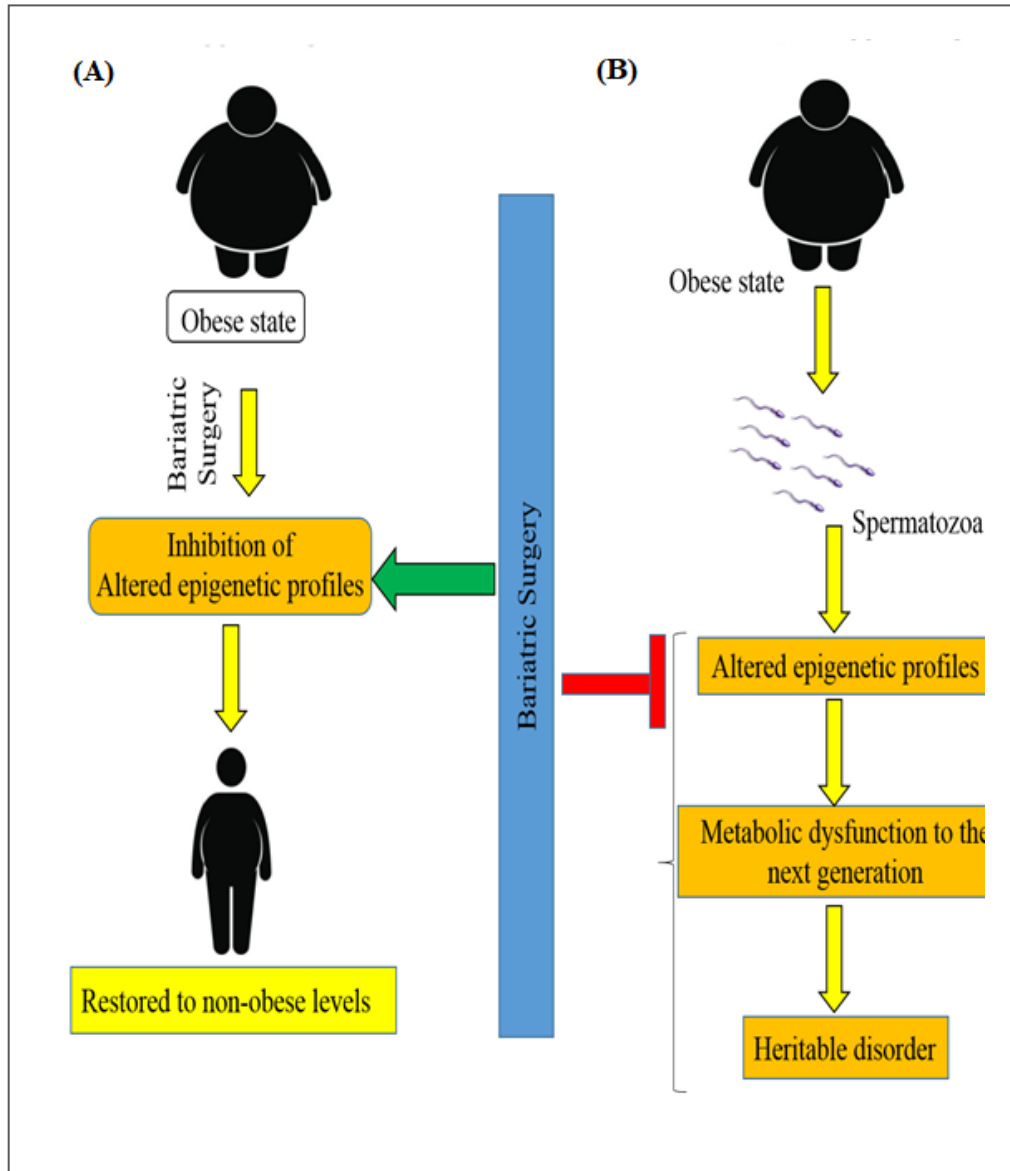 (A)
Obese state
Bariatric
Surgery
Inhibition of
Altered epigenetic profiles
Restored to non-obese levels
Bariatric Surgery
(B)
Obese state
Spermatozoa
Altered epigenetic profiles
Metabolic dysfunction to the
next generation
Heritable disorder